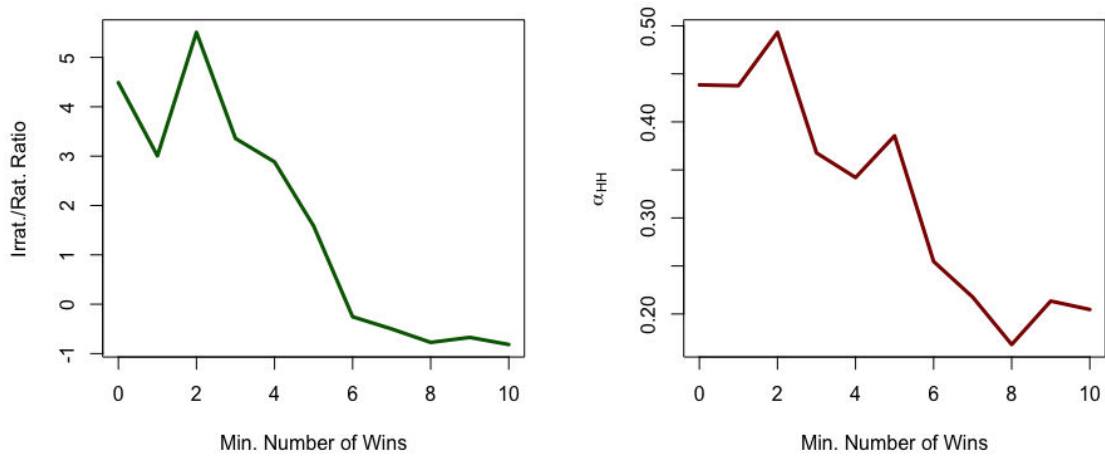 Irrat./Rat. Ratio
5
4
3
2
1
0
-1
0 2 4 6 8 10
Min. Number of Wins
αHH
0.50
0.40
0.30
0.20
0 2 4 6 8 10
Min. Number of Wins